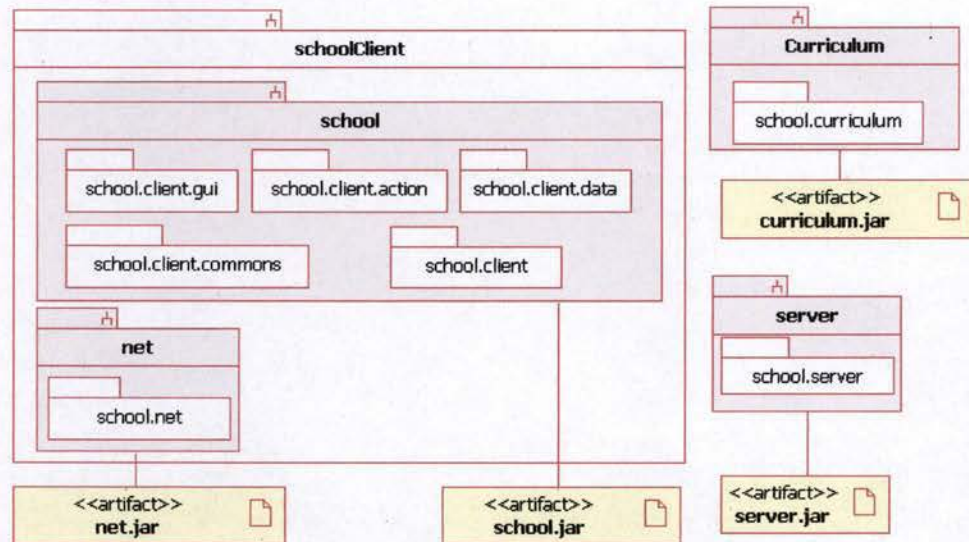 schoolClient
school
school.client.gui
school.client.action
school.client.data
school.client.commons
school.client
net
school.net
<<artifact>>
net.jar
<<artifact>>
school.jar
Curriculum
school.curriculum
<<artifact>>
curriculum.jar
server
school.server
<<artifact>>
server.jar